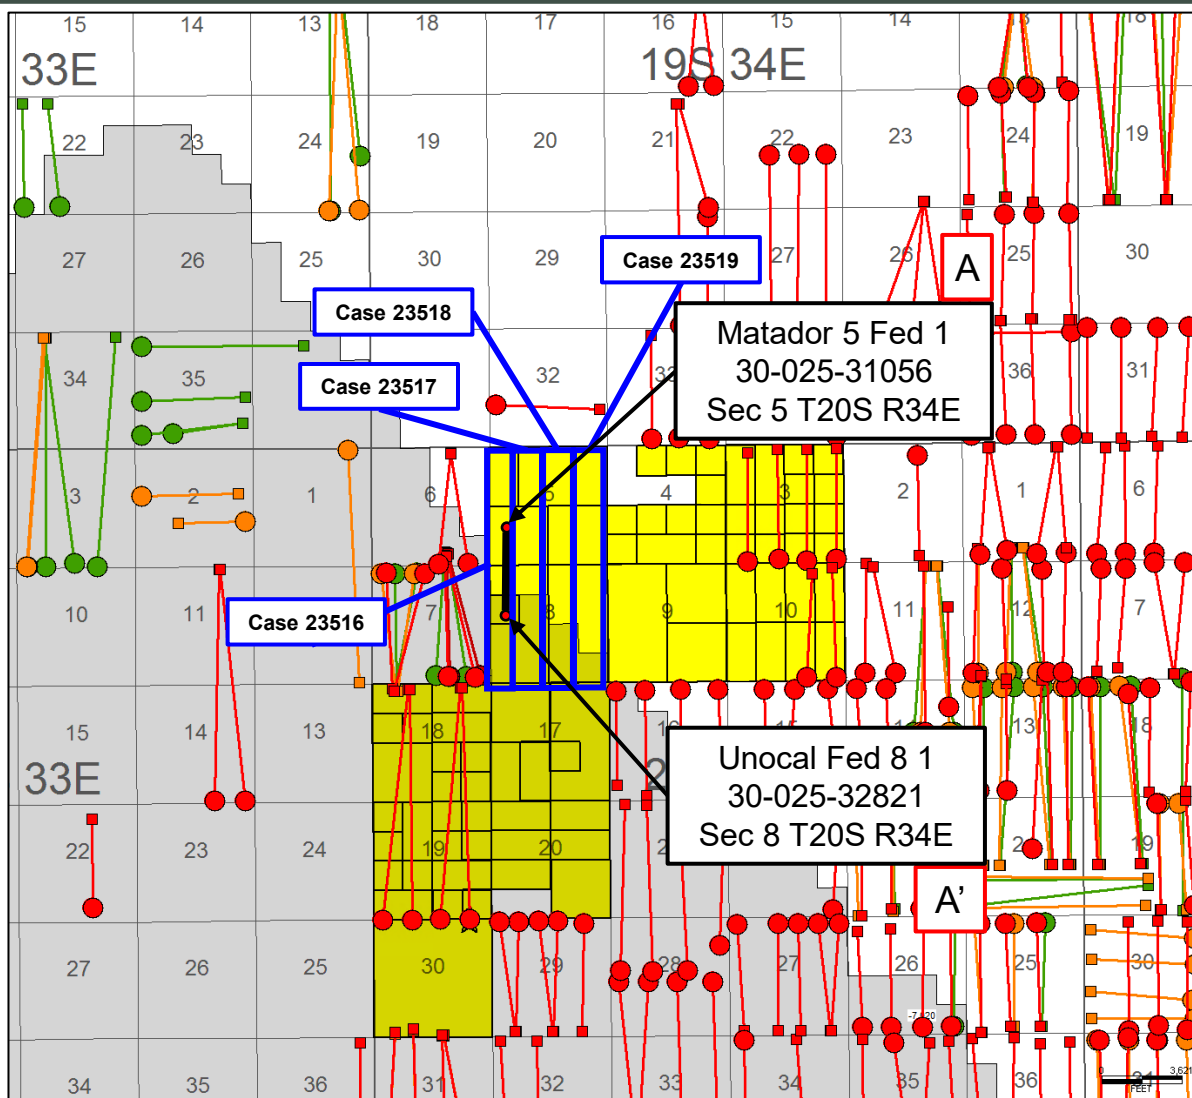 15 14 13 18 17 16 15 14 18
33E 19S 34E
22 23 24 19 20 21 22 23 24 19
27 26 25 30 29 27 26 25 30
Case 23519
A
Case 23518
Matador 5 Fed 1
30-025-31056
Sec 5 T20S R34E
34 35 32 36 31
Case 23517
3 2 1 6 5 4 3 2 1 6
10 11 7 8 9 10 11 12 7
Case 23516
15 14 13 18 17 13 18
33E
Unocal Fed 8 1
30-025-32821
Sec 8 T20S R34E
22 23 24 19 20 19
A'
27 26 25 30 29 28 27 26 25 30
34 35 36 31 32 33 34 35 36 31
0 3,621
FEET